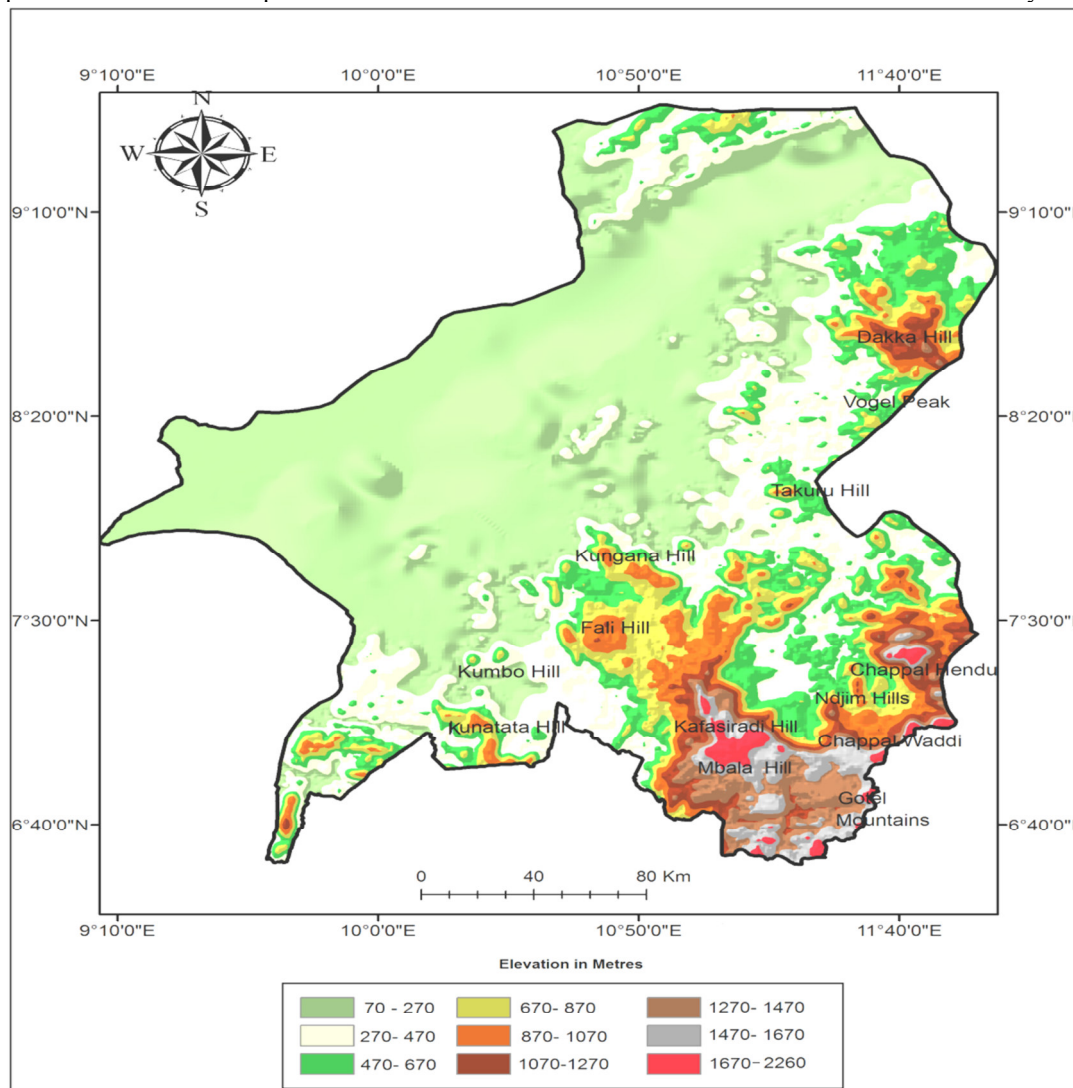 9°10'0"E 10°00'0"E 10°50'0"E 11°40'0"E
N
W E
S
9°10'0"N 9°10'0"N
Dakka Hill
Vogel Peak
8°20'0"N 8°20'0"N
Takuru Hill
Kungana Hill
7°30'0"N Fali Hill 7°30'0"N
Kumbo Hill Chappal Hendu
Ndjim Hills
Kunatata Hill Kafasiradi Hill
Chappal Waddi
Mbala Hill
Gotel
Mountains
6°40'0"N 6°40'0"N
0 40 80 Km
9°10'0"E 10°00'0"E 10°50'0"E 11°40'0"E
Elevation in Metres
70 - 270 670- 870 1270- 1470
270- 470 870- 1070 1470- 1670
470- 670 1070-1270 1670- 2260